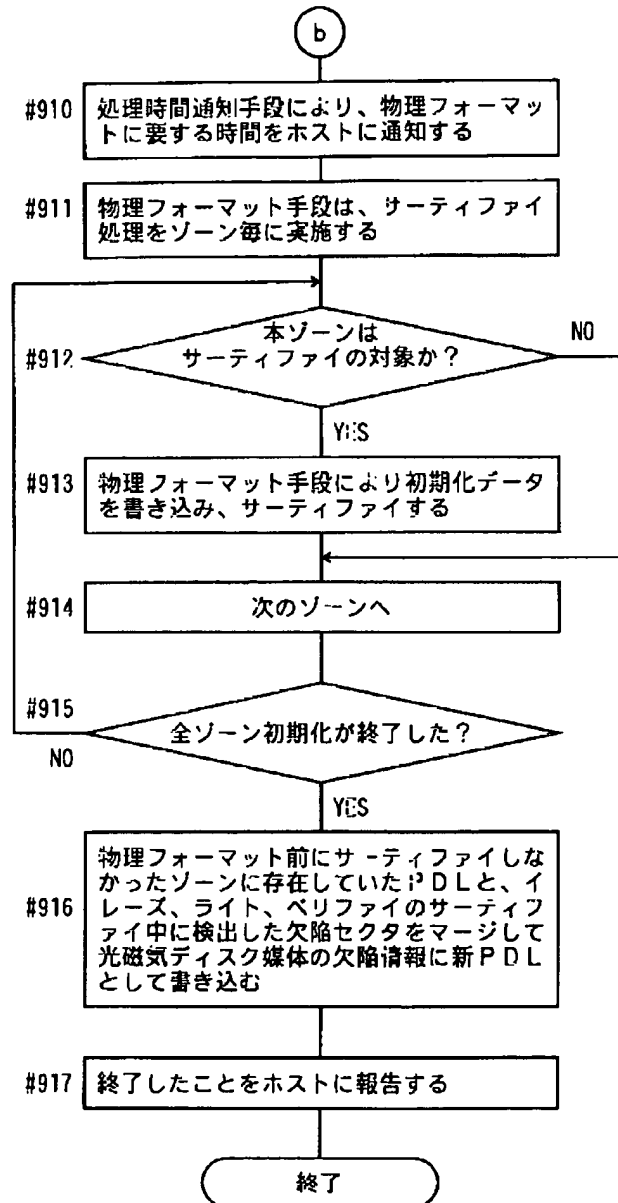 b
#910
処理時間通知手段により、物理フォーマッ
トに要する時間をホストに通知する
#911
物理フォーマット手段は、サーティファイ
処理をゾーン毎に実施する
#912
本ゾーンは
サーティファイの対象か？
NO
YES
#913
物理フォーマット手段により初期化データ
を書き込み、サーティファイする
#914
次のゾーンへ
#915
全ゾーン初期化が終了した？
NO
YES
#916
物理フォーマット前にサーティファイしな
かったゾーンに存在していたPDLと、イ
レーズ、ライト、ベリファイのサーティフ
ァイ中に検出した欠陥セクタをマージして
光磁気ディスク媒体の欠陥情報に新PDL
として書き込む
#917
終了したことをホストに報告する
終了